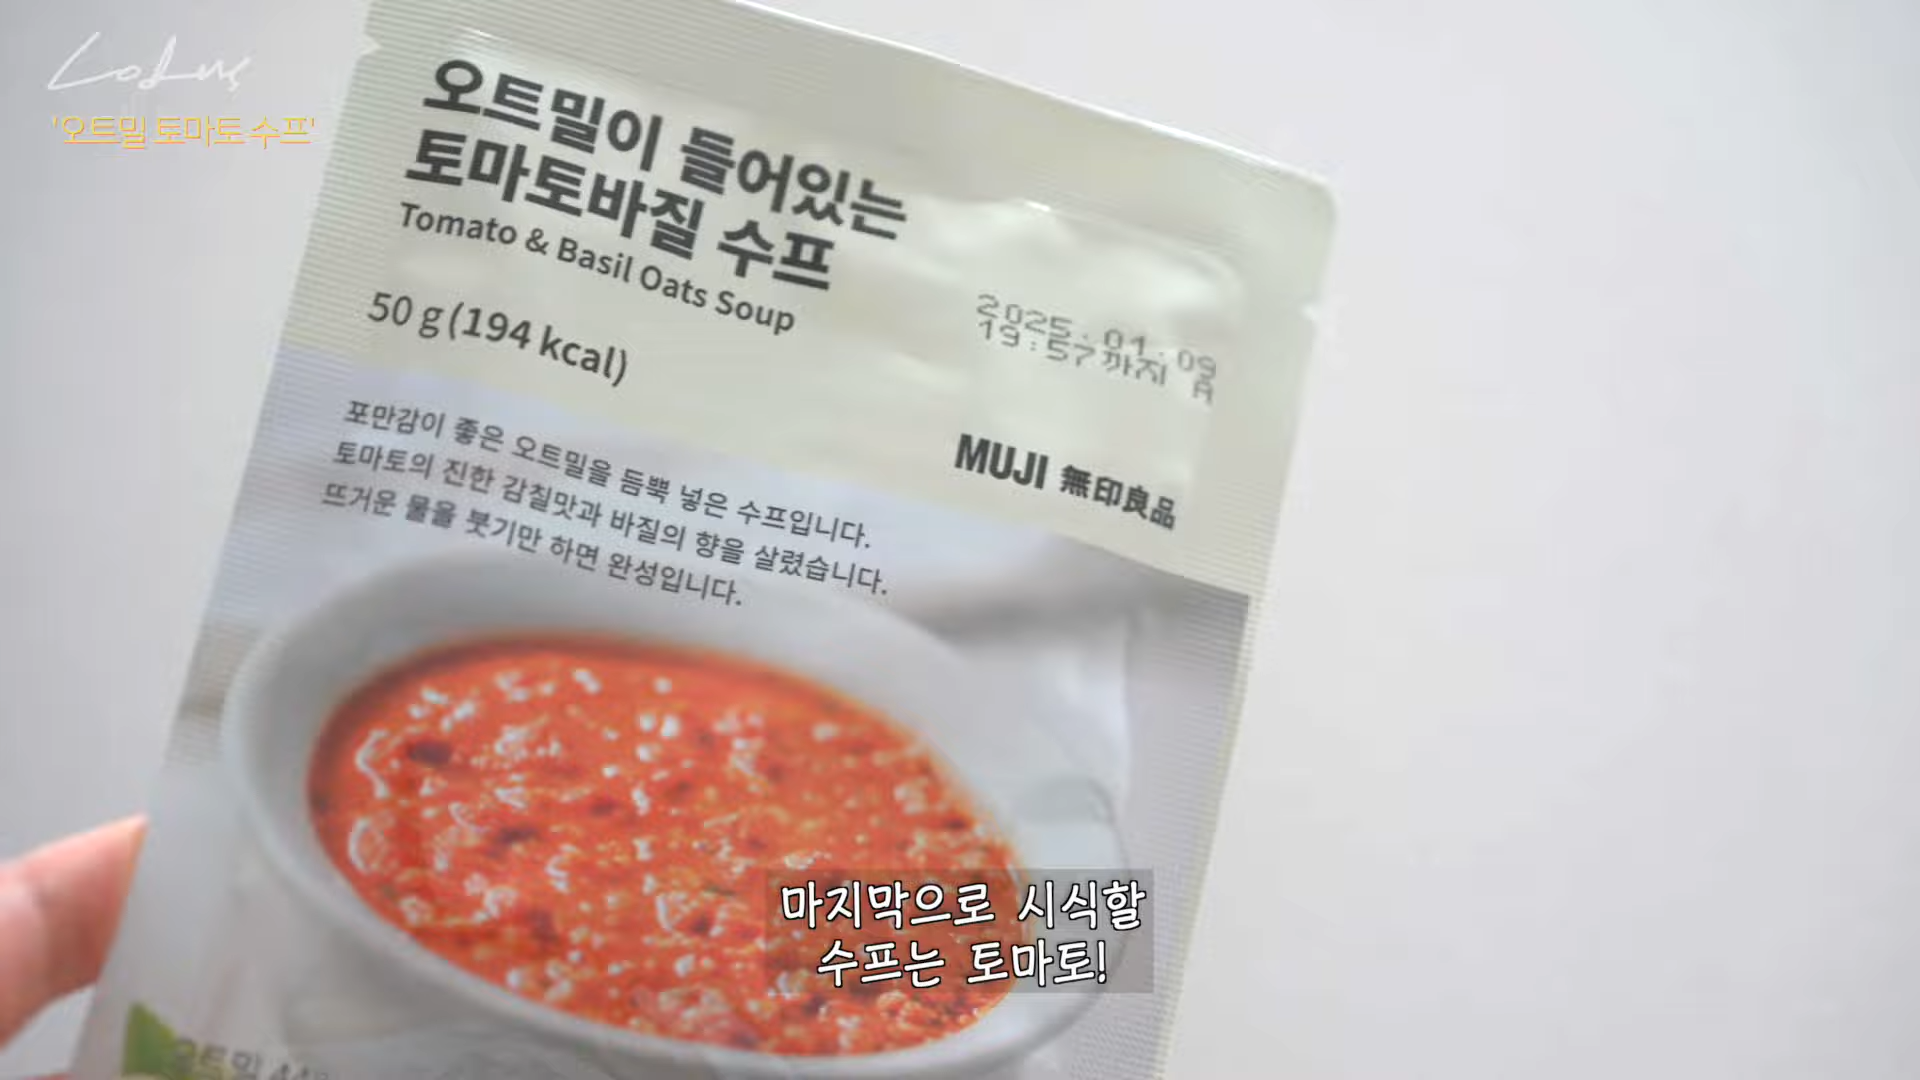 Lotus
'오트밀 토마토 수프'
오트밀이 들어있는
토마토바질 수프
Tomato & Basil Oats Soup
50 g (194 kcal)
2025.01.09
19:57까지 A
MUJI 無印良品
포만감이 좋은 오트밀을 듬뿍 넣은 수프입니다.
토마토의 진한 감칠맛과 바질의 향을 살렸습니다.
뜨거운 물을 붓기만 하면 완성입니다.
마지막으로 시식할
수프는 토마토!
오트밀